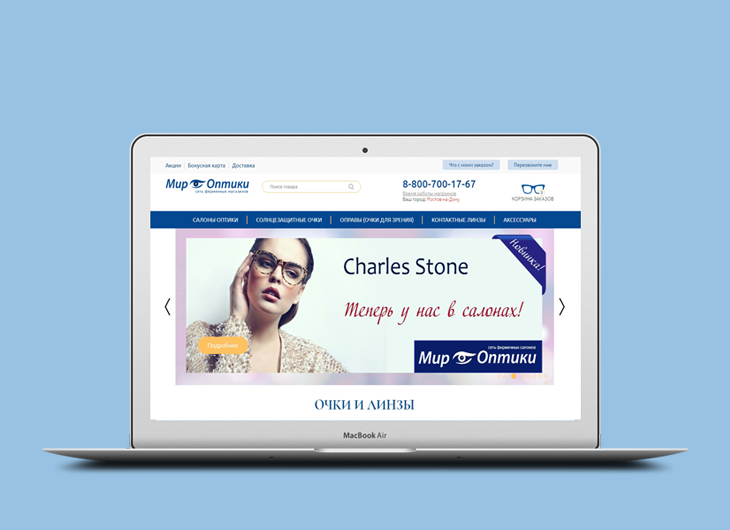 Акции Бонусная карта Доставка
Что с моим заказом? Перезвоните мне
Мир Оптики
сеть фирменных магазинов
Поиск товара
8-800-700-17-67
Время работы магазинов
Ваш город: Ростов-на-Дону
КОРЗИНА ЗАКАЗОВ
САЛОНЫ ОПТИКИ СОЛНЦЕЗАЩИТНЫЕ ОЧКИ ОПРАВЫ (ОЧКИ ДЛЯ ЗРЕНИЯ) КОНТАКТНЫЕ ЛИНЗЫ АКСЕССУАРЫ
Новинка!
Charles Stone
Теперь у нас в салонах!
Подробнее
сеть фирменных салонов
Мир Оптики
ОЧКИ И ЛИНЗЫ
MacBook Air